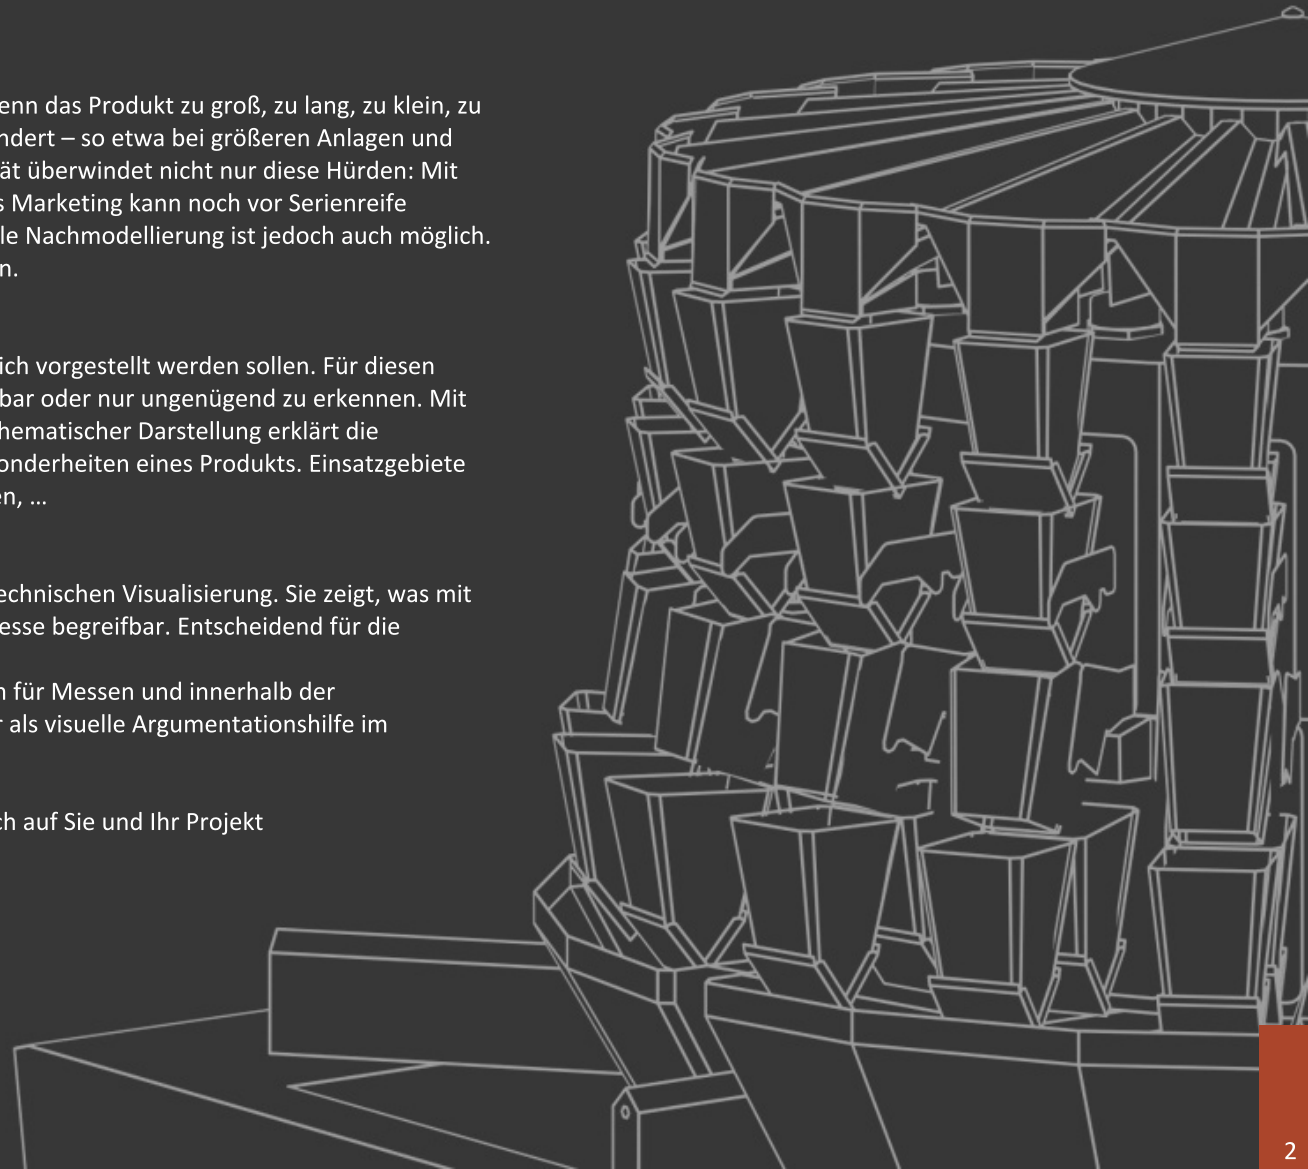 enn das Produkt zu groß, zu lang, zu klein, zu
ndert – so etwa bei größeren Anlagen und
ät überwindet nicht nur diese Hürden: Mit
s Marketing kann noch vor Serienreife
le Nachmodellierung ist jedoch auch möglich.
n.
ich vorgestellt werden sollen. Für diesen
bar oder nur ungenügend zu erkennen. Mit
hematischer Darstellung erklärt die
onderheiten eines Produkts. Einsatzgebiete
en, ...
echnischen Visualisierung. Sie zeigt, was mit
esse begreifbar. Entscheidend für die
n für Messen und innerhalb der
r als visuelle Argumentationshilfe im
ch auf Sie und Ihr Projekt
2